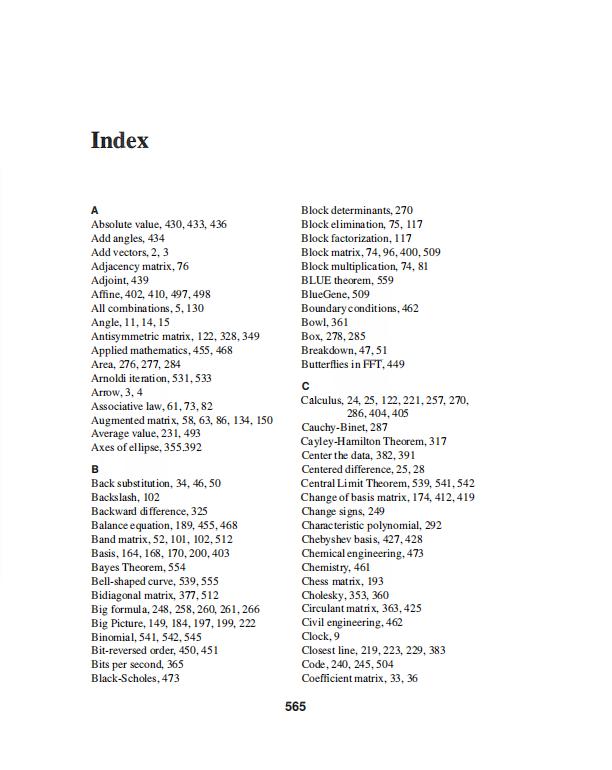 Index
A
Absolute value, 430, 433, 436
Add angles, 434
Add vectors, 2, 3
Adjacency matrix, 76
Adjoint, 439
Affine, 402, 410, 497, 498
All combinations, 5, 130
Angle, 11, 14, 15
Antisymmetric matrix, 122, 328, 349
Applied mathematics, 455, 468
Area, 276, 277, 284
Arnoldi iteration, 531, 533
Arrow, 3, 4
Associative law, 61, 73, 82
Augmented matrix, 58, 63, 86, 134, 150
Average value, 231, 493
Axes of ellipse, 355.392
B
Back substitution, 34, 46, 50
Backslash, 102
Backward difference, 325
Balance equation, 189, 455, 468
Band matrix, 52, 101, 102, 512
Basis, 164, 168, 170, 200, 403
Bayes Theorem, 554
Bell-shaped curve, 539, 555
Bidiagonal matrix, 377, 512
Big formula, 248, 258, 260, 261, 266
Big Picture, 149, 184, 197, 199, 222
Binomial, 541, 542, 545
Bit-reversed order, 450, 451
Bits per second, 365
Black-Scholes, 473
Block determinants, 270
Block elimination, 75, 117
Block factorization, 117
Block matrix, 74, 96, 400, 509
Block multiplication, 74, 81
BLUE theorem, 559
BlueGene, 509
Boundary conditions, 462
Bowl, 361
Box, 278, 285
Breakdown, 47, 51
Butterflies in FFT, 449
C
Calculus, 24, 25, 122, 221, 257, 270,
286, 404, 405
Cauchy-Binet, 287
Cayley-Hamilton Theorem, 317
Center the data, 382, 391
Centered difference, 25, 28
Central Limit Theorem, 539, 541, 542
Change of basis matrix, 174, 412, 419
Change signs, 249
Characteristic polynomial, 292
Chebyshev basis, 427, 428
Chemical engineering, 473
Chemistry, 461
Chess matrix, 193
Cholesky, 353, 360
Circulant matrix, 363, 425
Civil engineering, 462
Clock, 9
Closest line, 219, 223, 229, 383
Code, 240, 245, 504
Coefficient matrix, 33, 36
565